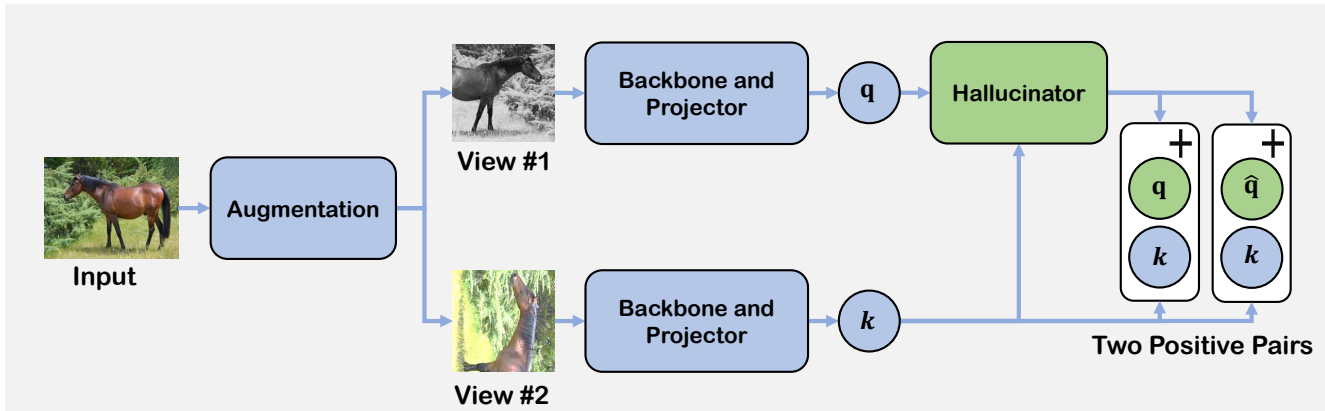 Input
Augmentation
View #1
Backbone and
Projector
q
Hallucinator
+
+
q
q̂
k
k
View #2
Backbone and
Projector
k
Two Positive Pairs